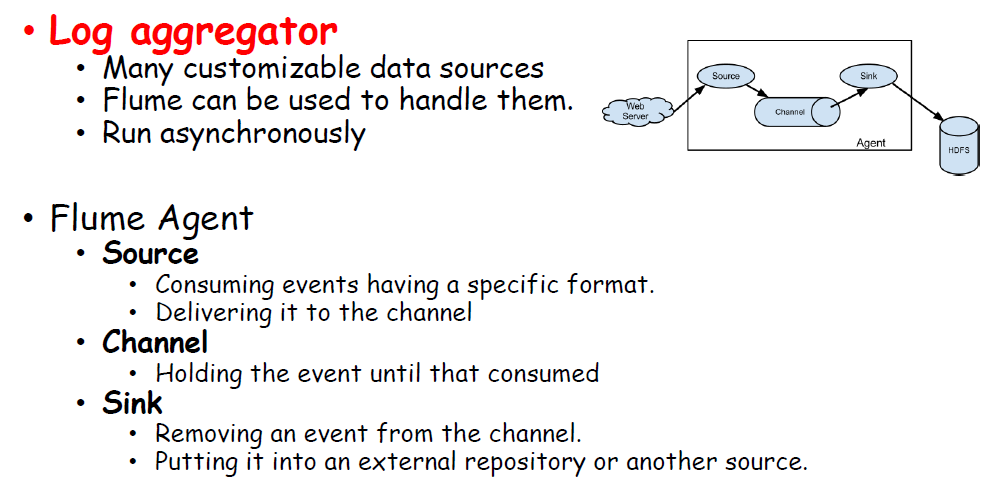 • Log aggregator
• Many customizable data sources
• Flume can be used to handle them.
• Run asynchronously
Web
Server
Source
Channel
Sink
Agent
HDFS
• Flume Agent
• Source
• Consuming events having a specific format.
• Delivering it to the channel
• Channel
• Holding the event until that consumed
• Sink
• Removing an event from the channel.
• Putting it into an external repository or another source.